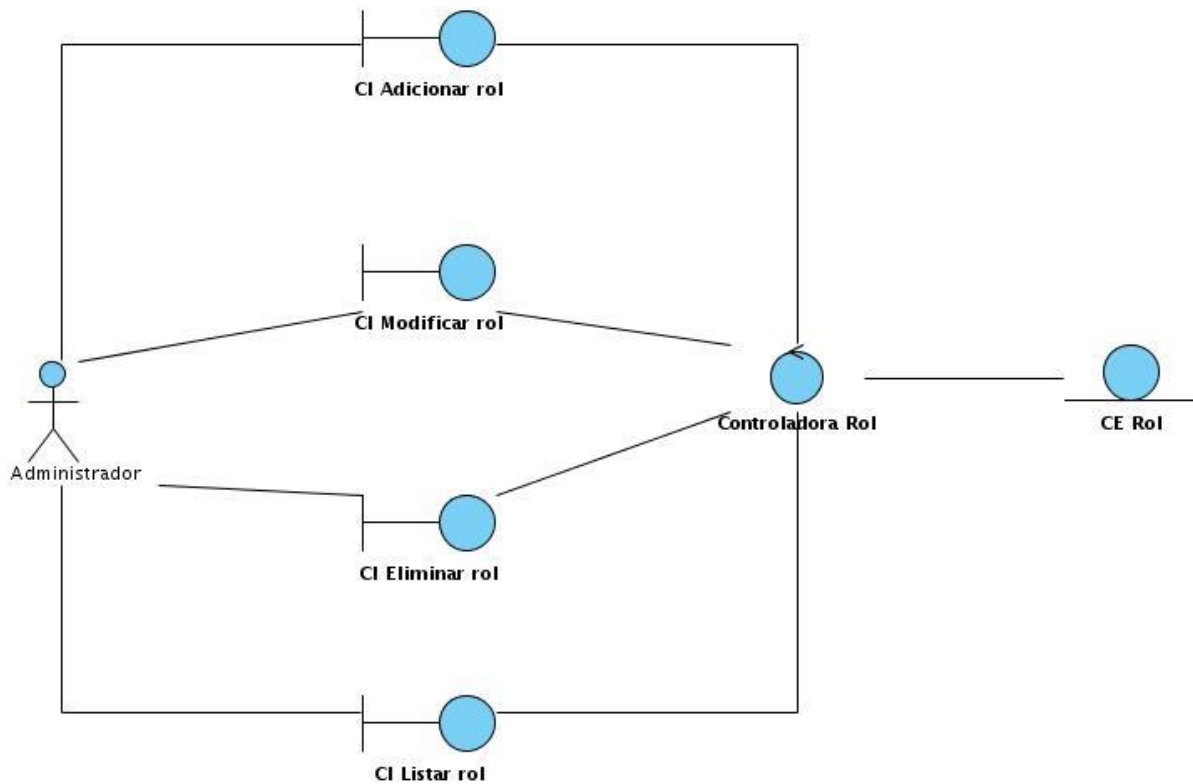 CI Adicionar rol
CI Modificar rol
Administrador
Controladora Rol
CE Rol
CI Eliminar rol
CI Listar rol